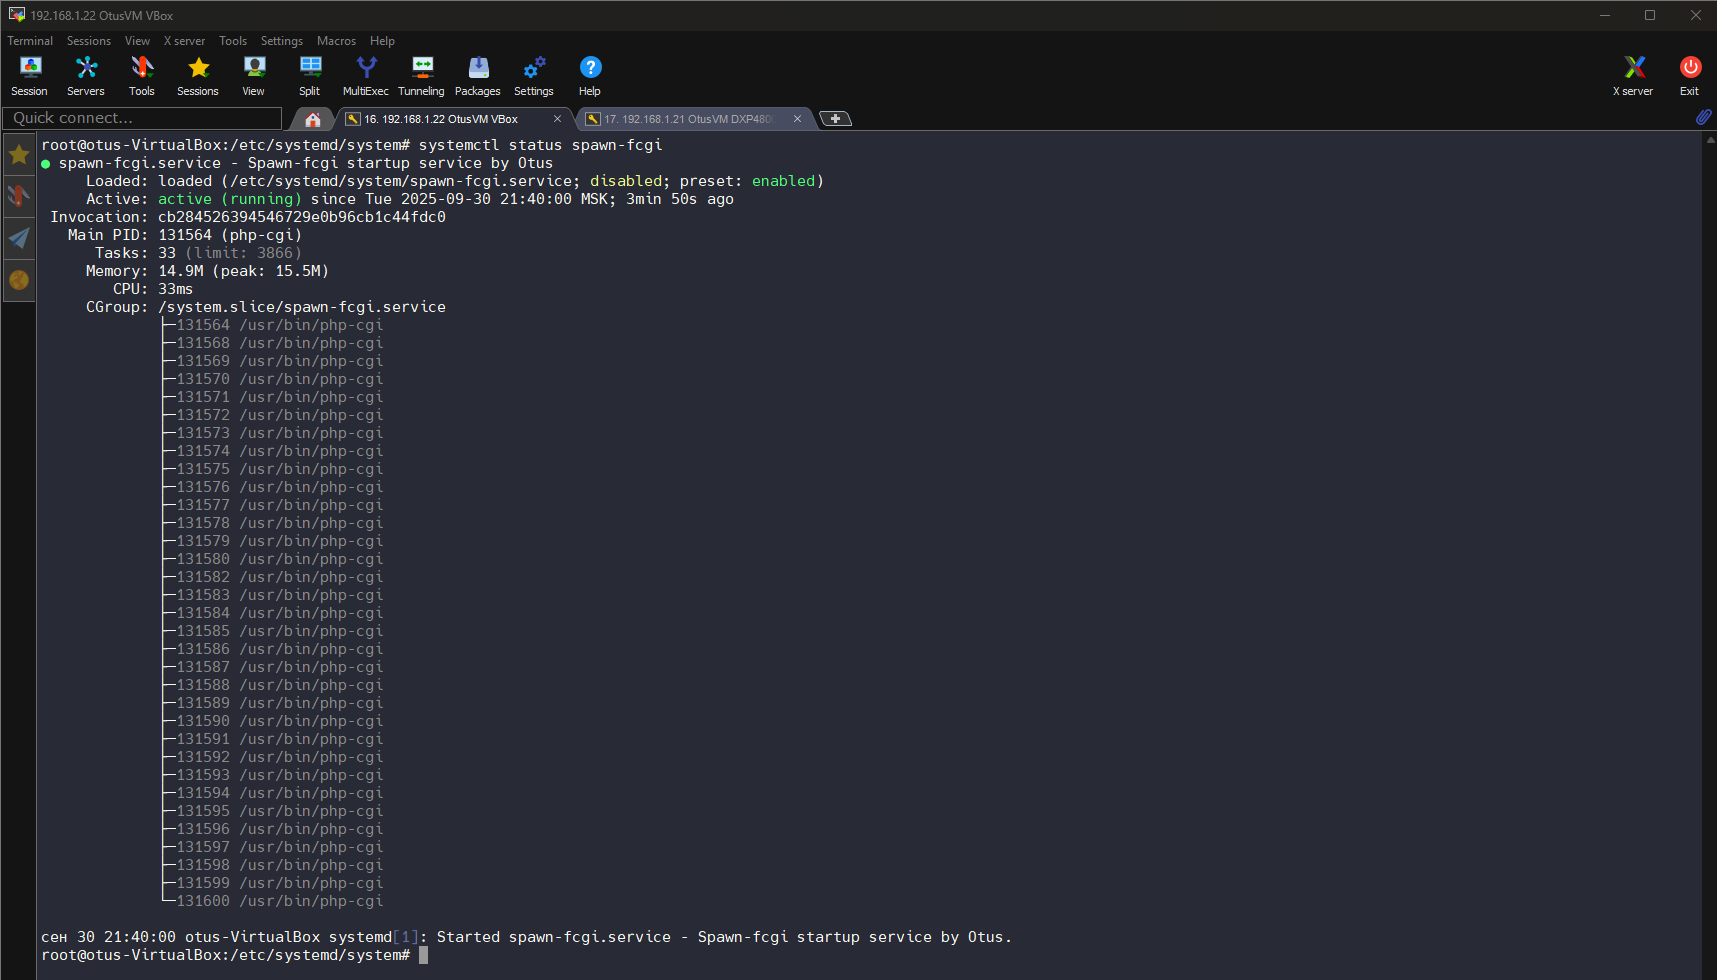 192.168.1.22 OtusVM VBox
Terminal Sessions View X server Tools Settings Macros Help
Session Servers Tools Sessions View Split MultiExec Tunneling Packages Settings Help X server Exit
Quick connect... 16. 192.168.1.22 OtusVM VBox 17. 192.168.1.21 OtusVM DXP480
root@otus-VirtualBox:/etc/systemd/system# systemctl status spawn-fcgi
● spawn-fcgi.service - Spawn-fcgi startup service by Otus
Loaded: loaded (/etc/systemd/system/spawn-fcgi.service; disabled; preset: enabled)
Active: active (running) since Tue 2025-09-30 21:40:00 MSK; 3min 50s ago
Invocation: cb284526394546729e0b96cb1c44fdc0
Main PID: 131564 (php-cgi)
Tasks: 33 (limit: 3866)
Memory: 14.9M (peak: 15.5M)
CPU: 33ms
CGroup: /system.slice/spawn-fcgi.service
├─131564 /usr/bin/php-cgi
├─131568 /usr/bin/php-cgi
├─131569 /usr/bin/php-cgi
├─131570 /usr/bin/php-cgi
├─131571 /usr/bin/php-cgi
├─131572 /usr/bin/php-cgi
├─131573 /usr/bin/php-cgi
├─131574 /usr/bin/php-cgi
├─131575 /usr/bin/php-cgi
├─131576 /usr/bin/php-cgi
├─131577 /usr/bin/php-cgi
├─131578 /usr/bin/php-cgi
├─131579 /usr/bin/php-cgi
├─131580 /usr/bin/php-cgi
├─131582 /usr/bin/php-cgi
├─131583 /usr/bin/php-cgi
├─131584 /usr/bin/php-cgi
├─131585 /usr/bin/php-cgi
├─131586 /usr/bin/php-cgi
├─131587 /usr/bin/php-cgi
├─131588 /usr/bin/php-cgi
├─131589 /usr/bin/php-cgi
├─131590 /usr/bin/php-cgi
├─131591 /usr/bin/php-cgi
├─131592 /usr/bin/php-cgi
├─131593 /usr/bin/php-cgi
├─131594 /usr/bin/php-cgi
├─131595 /usr/bin/php-cgi
├─131596 /usr/bin/php-cgi
├─131597 /usr/bin/php-cgi
├─131598 /usr/bin/php-cgi
├─131599 /usr/bin/php-cgi
└─131600 /usr/bin/php-cgi
сен 30 21:40:00 otus-VirtualBox systemd[1]: Started spawn-fcgi.service - Spawn-fcgi startup service by Otus.
root@otus-VirtualBox:/etc/systemd/system#